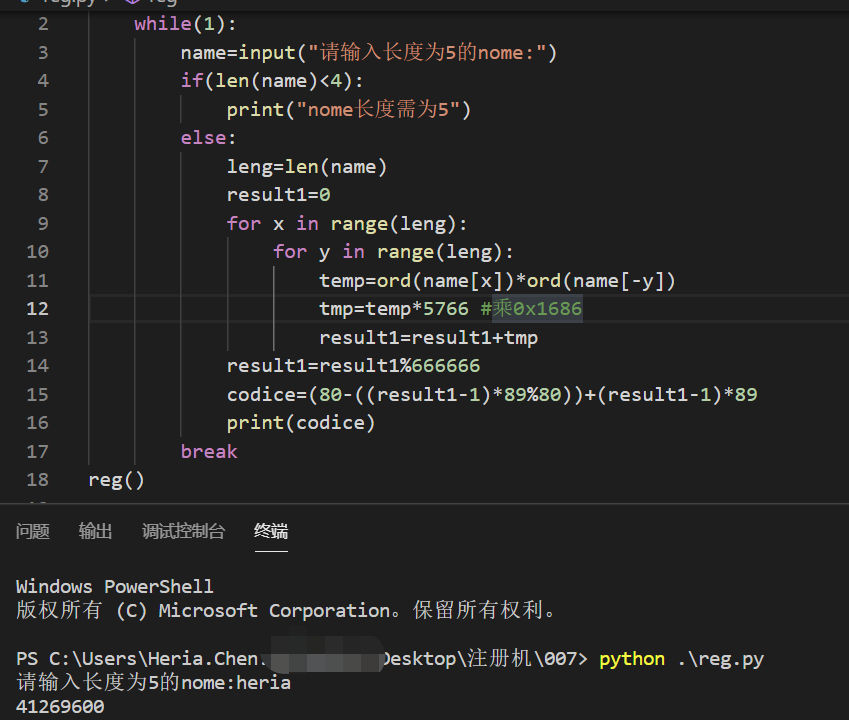 2 while(1):
3 name=input("请输入长度为5的nome:")
4 if(len(name)<4):
5 print("nome长度需为5")
6 else:
7 leng=len(name)
8 result1=0
9 for x in range(leng):
10 for y in range(leng):
11 temp=ord(name[x])*ord(name[-y])
12 tmp=temp*5766 #乘0x1686
13 result1=result1+tmp
14 result1=result1%666666
15 codice=(80-((result1-1)*89%80))+(result1-1)*89
16 print(codice)
17 break
18 reg()
问题 输出 调试控制台 终端
Windows PowerShell
版权所有 (C) Microsoft Corporation。保留所有权利。
PS C:\Users\Heria.Chen Desktop\注册机\007> python .\reg.py
请输入长度为5的nome:heria
41269600